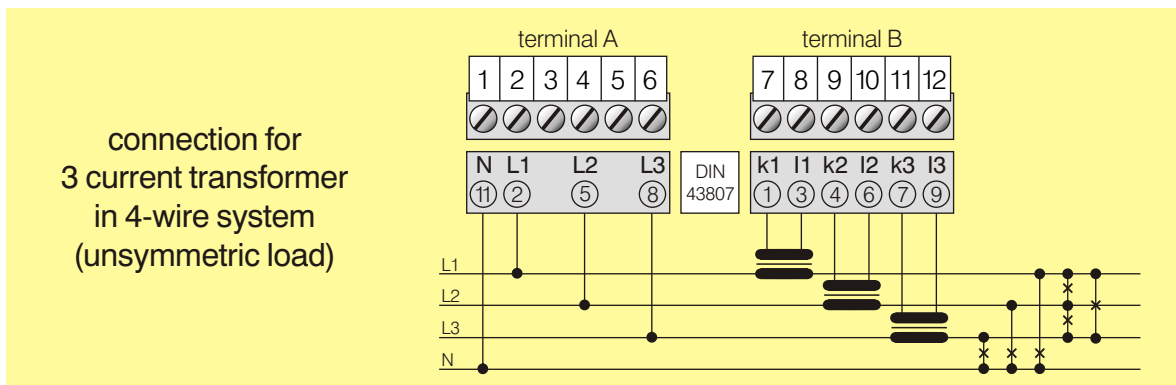 connection for
3 current transformer
in 4-wire system
(unsymmetric load)
terminal A
1 2 3 4 5 6
N L1 L2 L3
11 2 5 8
DIN
43807
terminal B
7 8 9 10 11 12
k1 l1 k2 l2 k3 l3
1 3 4 6 7 9
L1
L2
L3
N